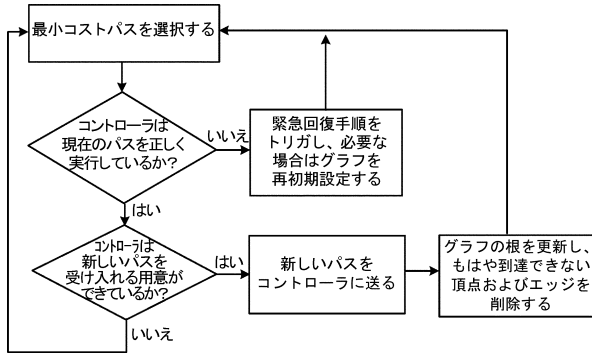 最小コストパスを選択する
コントローラは
現在のパスを正しく
実行しているか?
いいえ
緊急回復手順を
トリガし、必要な
場合はグラフを
再初期設定する
はい
コントローラは
新しいパスを
受け入れる用意が
できているか?
はい
新しいパスを
コントローラに送る
グラフの根を更新し、
もはや到達できない
頂点およびエッジを
削除する
いいえ